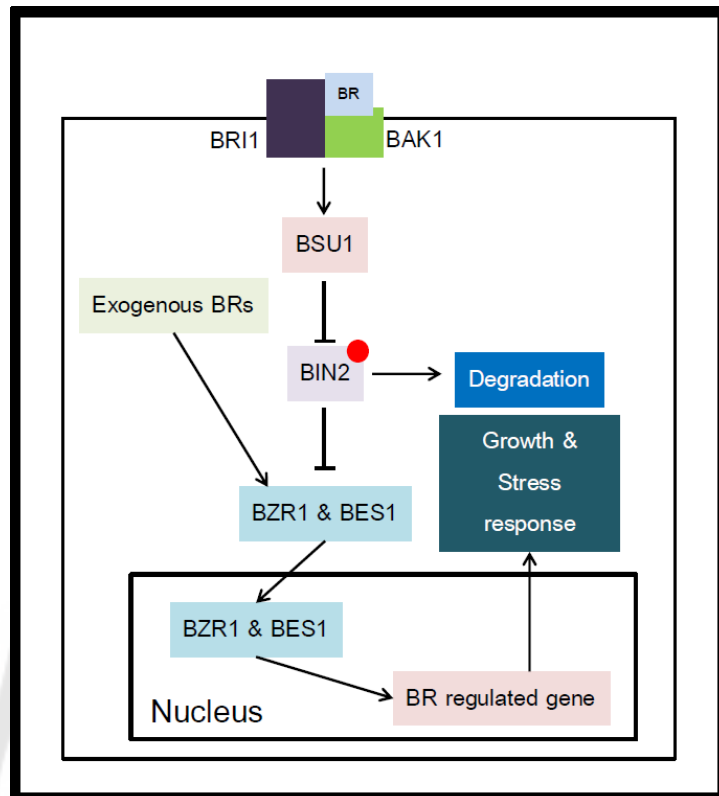 BR
BRI1
BAK1
BSU1
Exogenous BRs
BIN2
Degradation
Growth &
Stress
response
BZR1 & BES1
BZR1 & BES1
BR regulated gene
Nucleus